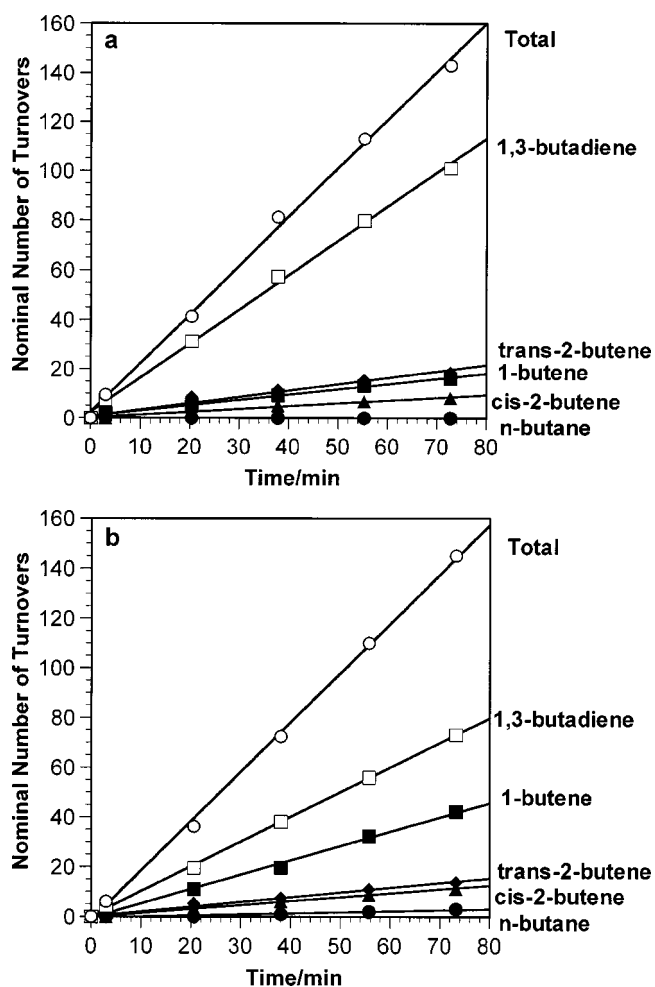 160
a
Total
140
120
1,3-butadiene
100
80
60
40
trans-2-butene
20
1-butene
cis-2-butene
0
n-butane
0 10 20 30 40 50 60 70 80
Time/min
Nominal Number of Turnovers
160
b
Total
140
120
100
80
1,3-butadiene
60
1-butene
40
20
trans-2-butene
cis-2-butene
0
n-butane
0 10 20 30 40 50 60 70 80
Time/min
Nominal Number of Turnovers